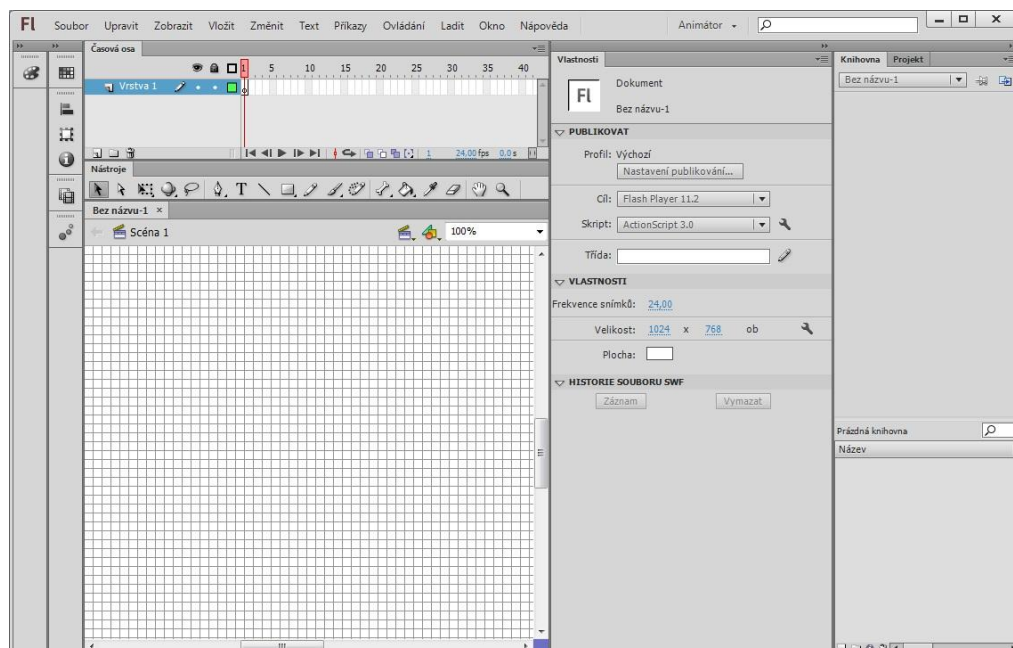 Fl Soubor Upravit Zobrazit Vložit Změnit Text Příkazy Ovládání Ladit Okno Nápověda Animátor
Časová osa
1 5 10 15 20 25 30 35 40
Vrstva 1
1 24,00 fps 0,0 s
Nástroje
T
Bez názvu-1 ×
Scéna 1 100%
Vlastnosti
Fl
Dokument
Bez názvu-1
PUBLIKOVAT
Profil: Výchozí
Nastavení publikování...
Cíl: Flash Player 11.2
Skript: ActionScript 3.0
Třída:
VLASTNOSTI
Frekvence snímků: 24,00
Velikost: 1024 x 768 ob
Plocha:
HISTORIE SOUBORU SWF
Záznam Vymazat
Knihovna Projekt
Bez názvu-1
Prázdná knihovna
Název